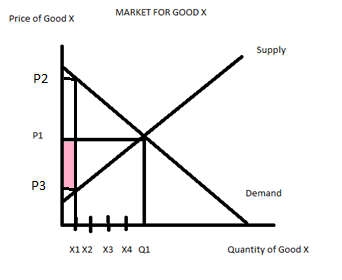 MARKET FOR GOOD X
Price of Good X
Supply
P2
P1
P3
Demand
X1 X2 X3 X4 Q1 Quantity of Good X